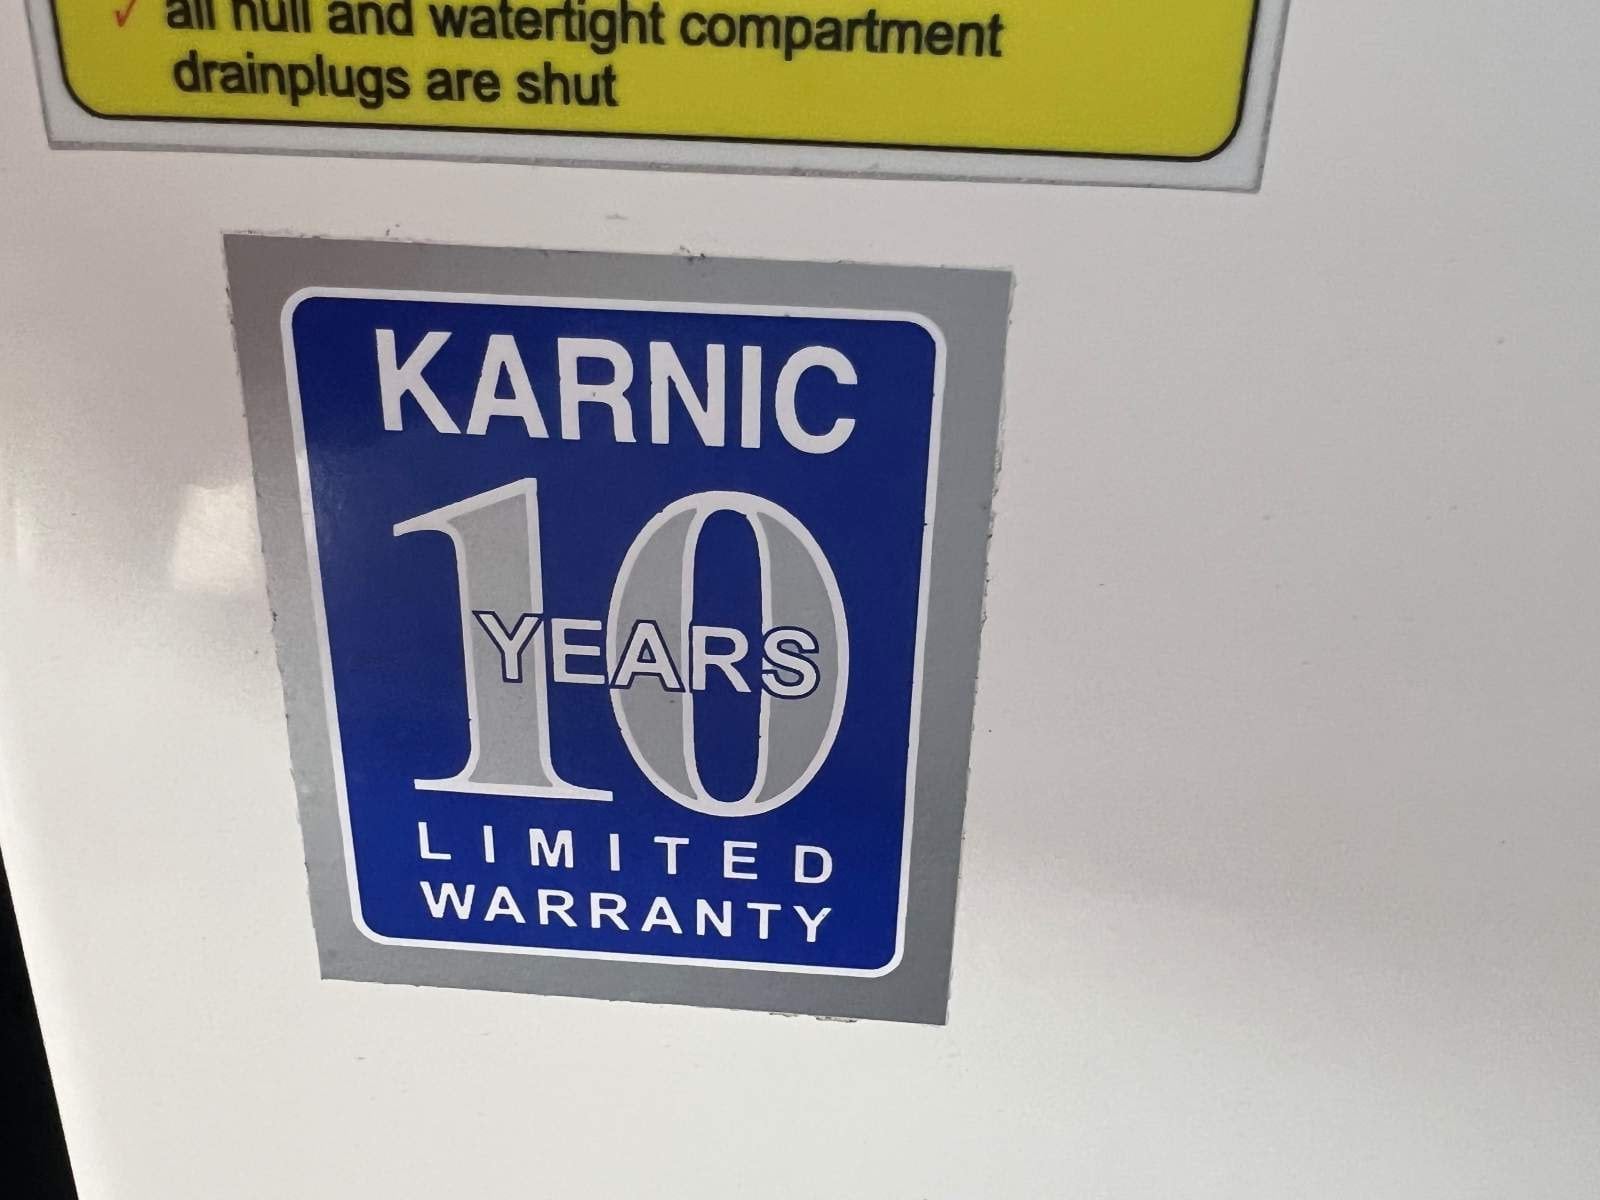 ✓ all hull and watertight compartment
drainplugs are shut
KARNIC
10
YEARS
LIMITED
WARRANTY